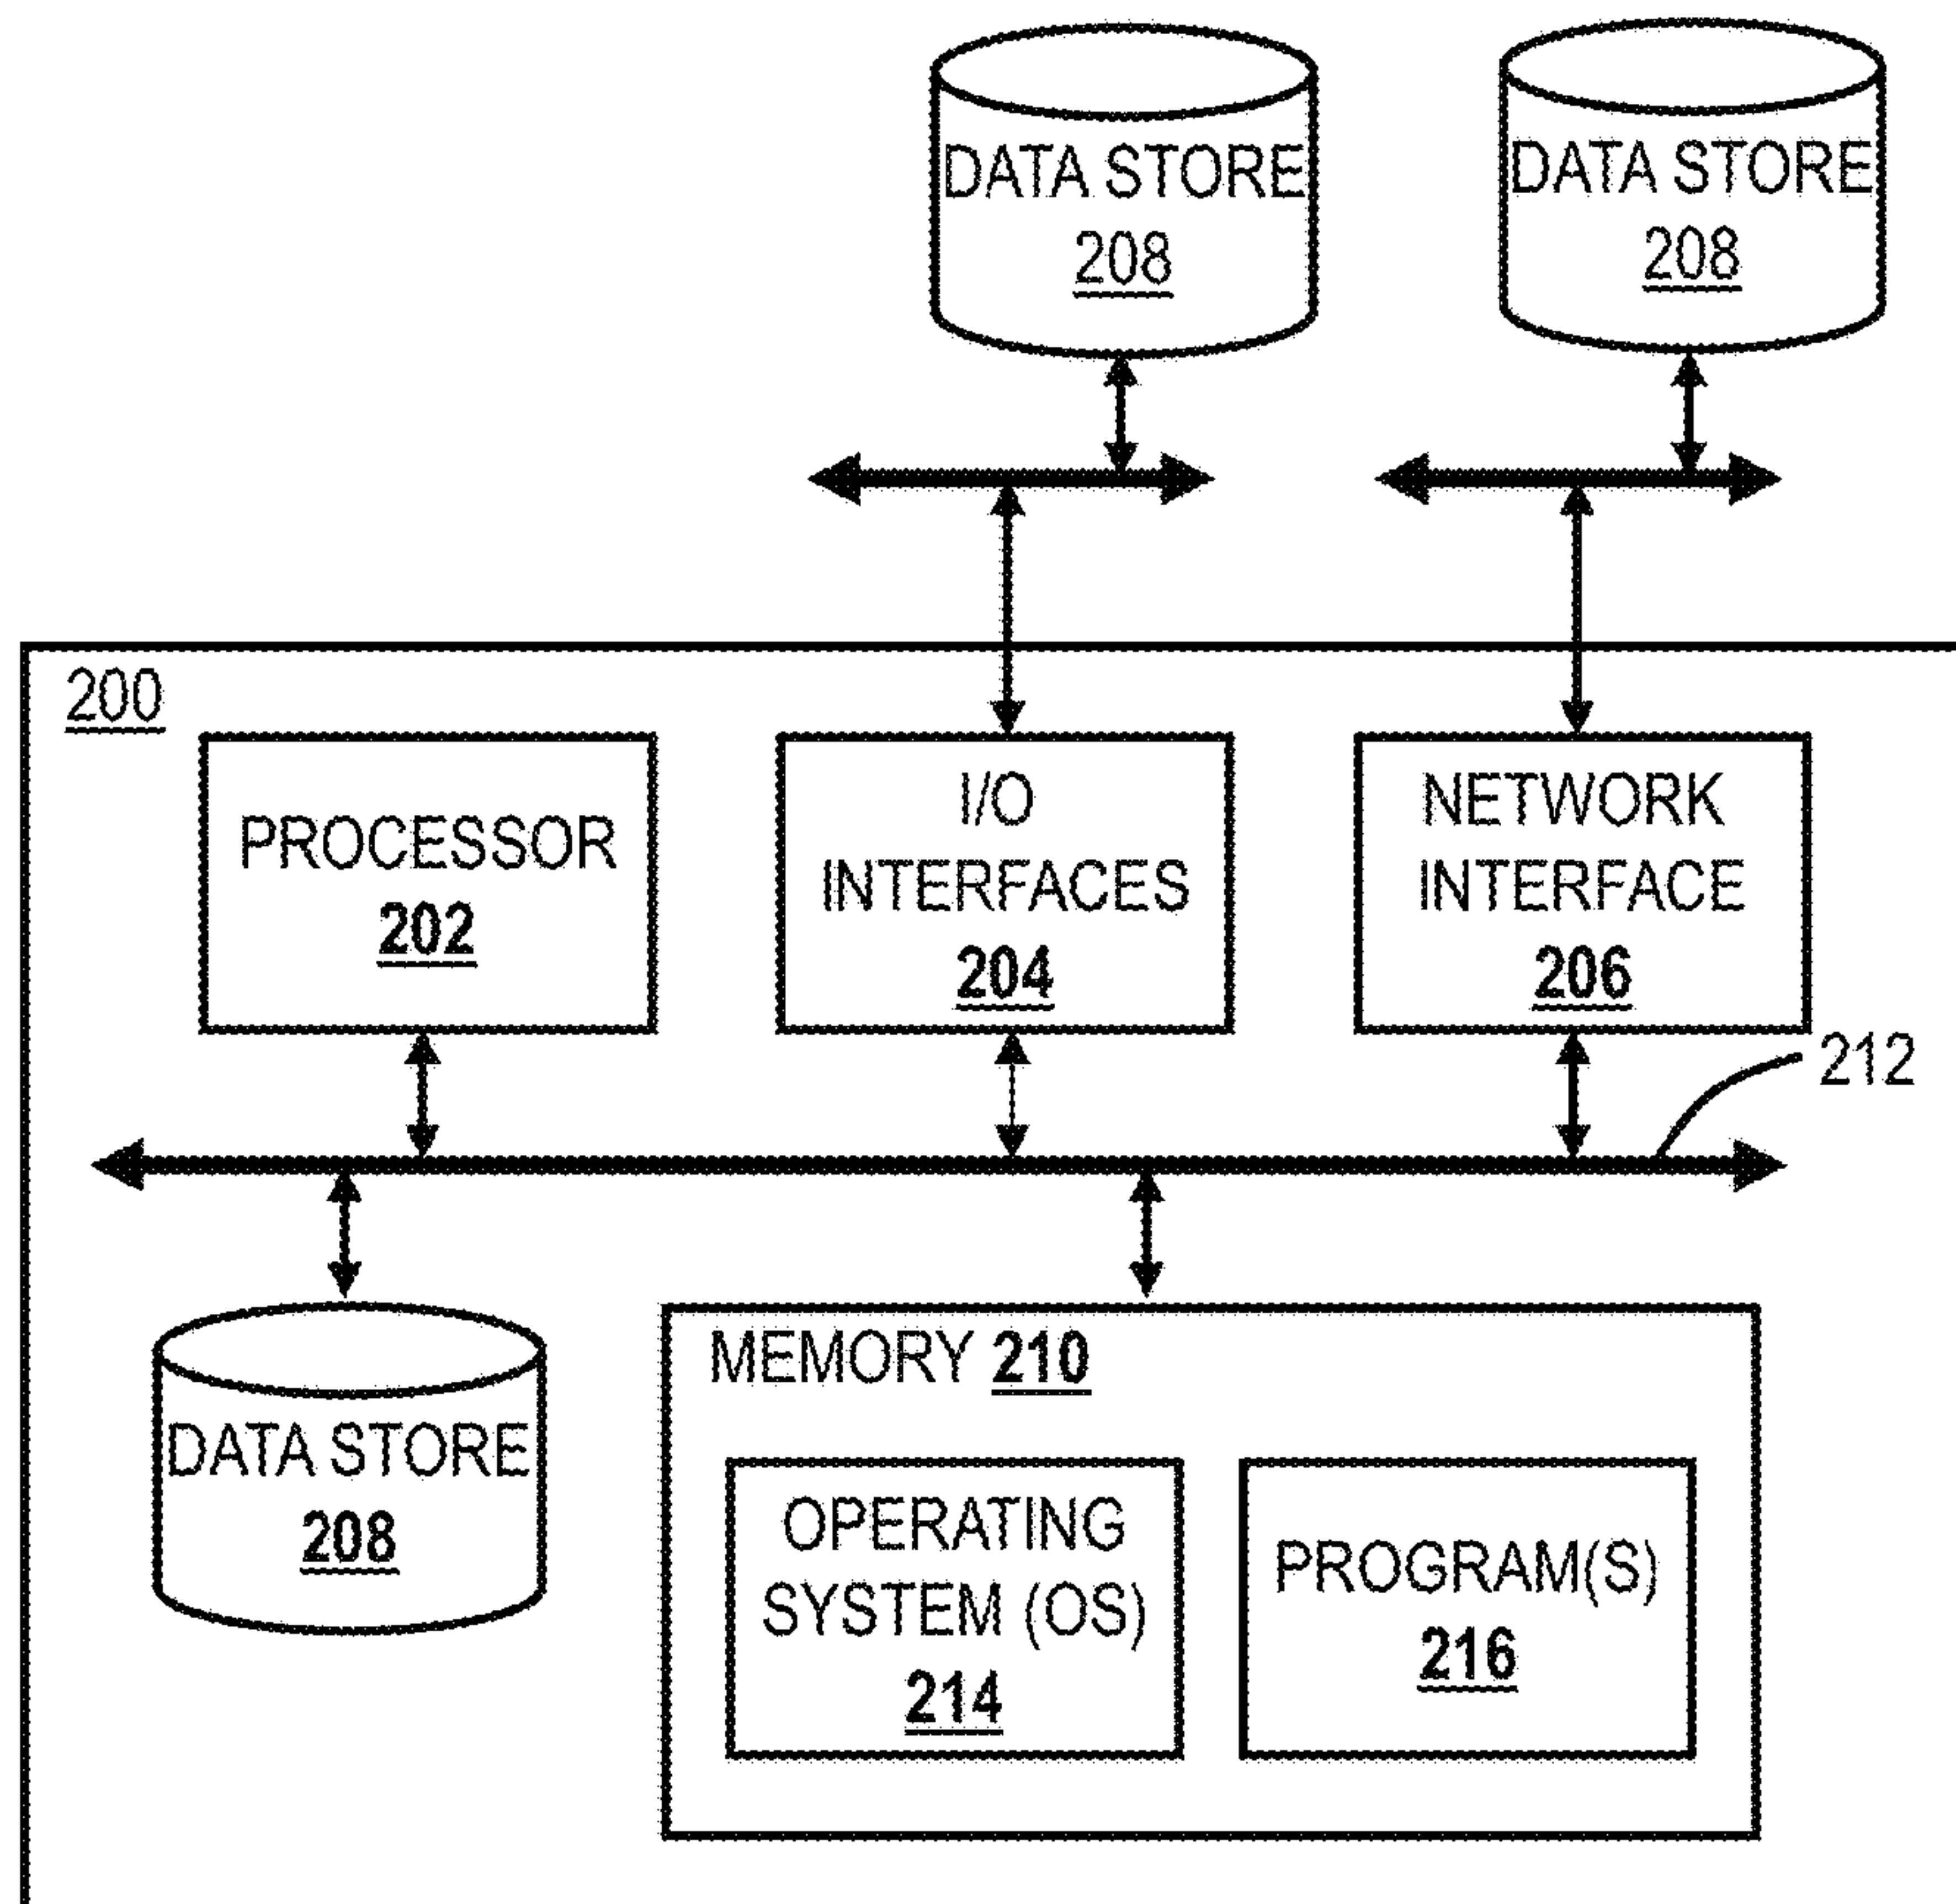 DATA STORE
208
DATA STORE
208
200
PROCESSOR
202
I/O
INTERFACES
204
NETWORK
INTERFACE
206
212
DATA STORE
208
MEMORY 210
OPERATING
SYSTEM (OS)
214
PROGRAM(S)
216